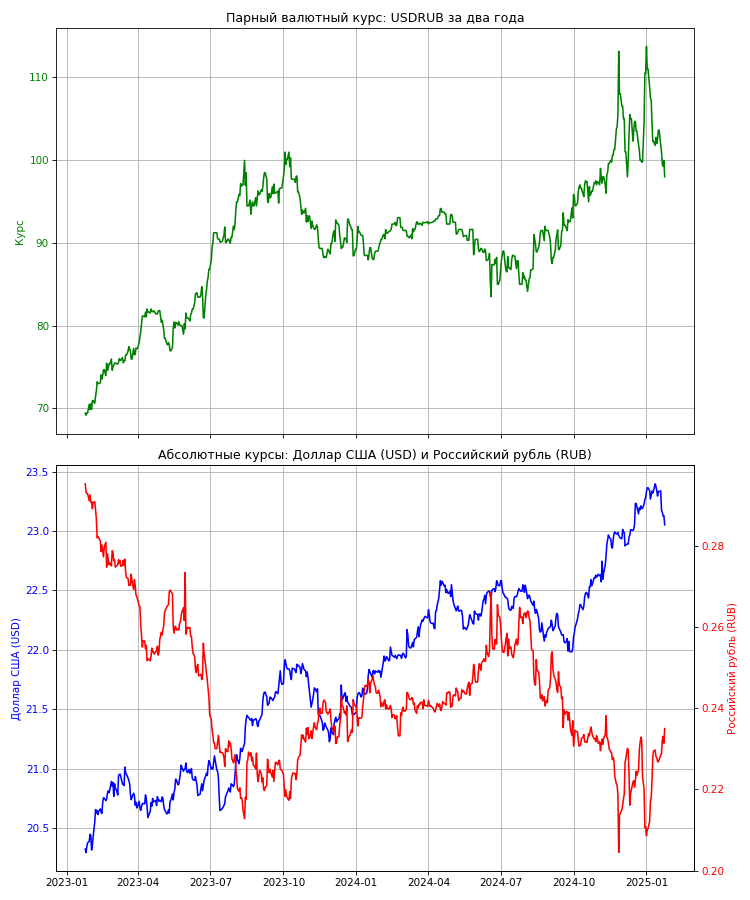 Парный валютный курс: USDRUB за два года
110
100
90
80
70
Курс
Абсолютные курсы: Доллар США (USD) и Российский рубль (RUB)
23.5
23.0
22.5
22.0
21.5
21.0
20.5
Доллар США (USD)
0.28
0.26
0.24
0.22
0.20
Российский рубль (RUB)
2023-01 2023-04 2023-07 2023-10 2024-01 2024-04 2024-07 2024-10 2025-01